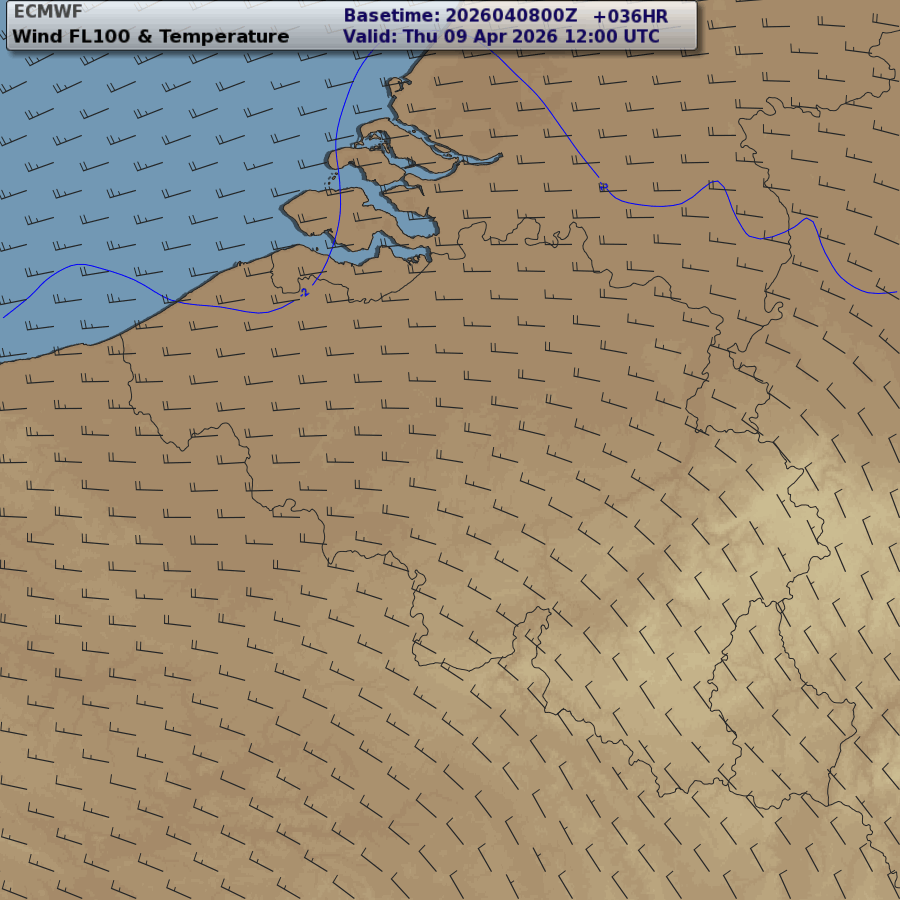 ECMWF
Basetime: 2026040800Z +036HR
Wind FL100 & Temperature
Valid: Thu 09 Apr 2026 12:00 UTC